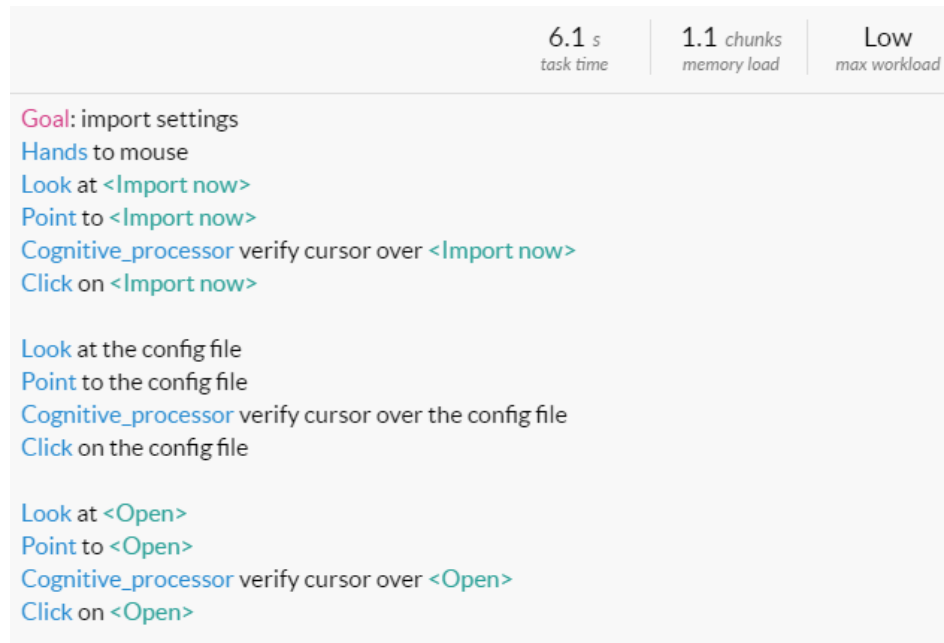 6.1 s
task time
1.1 chunks
memory load
Low
max workload
Goal: import settings
Hands to mouse
Look at <Import now>
Point to <Import now>
Cognitive_processor verify cursor over <Import now>
Click on <Import now>
Look at the config file
Point to the config file
Cognitive_processor verify cursor over the config file
Click on the config file
Look at <Open>
Point to <Open>
Cognitive_processor verify cursor over <Open>
Click on <Open>